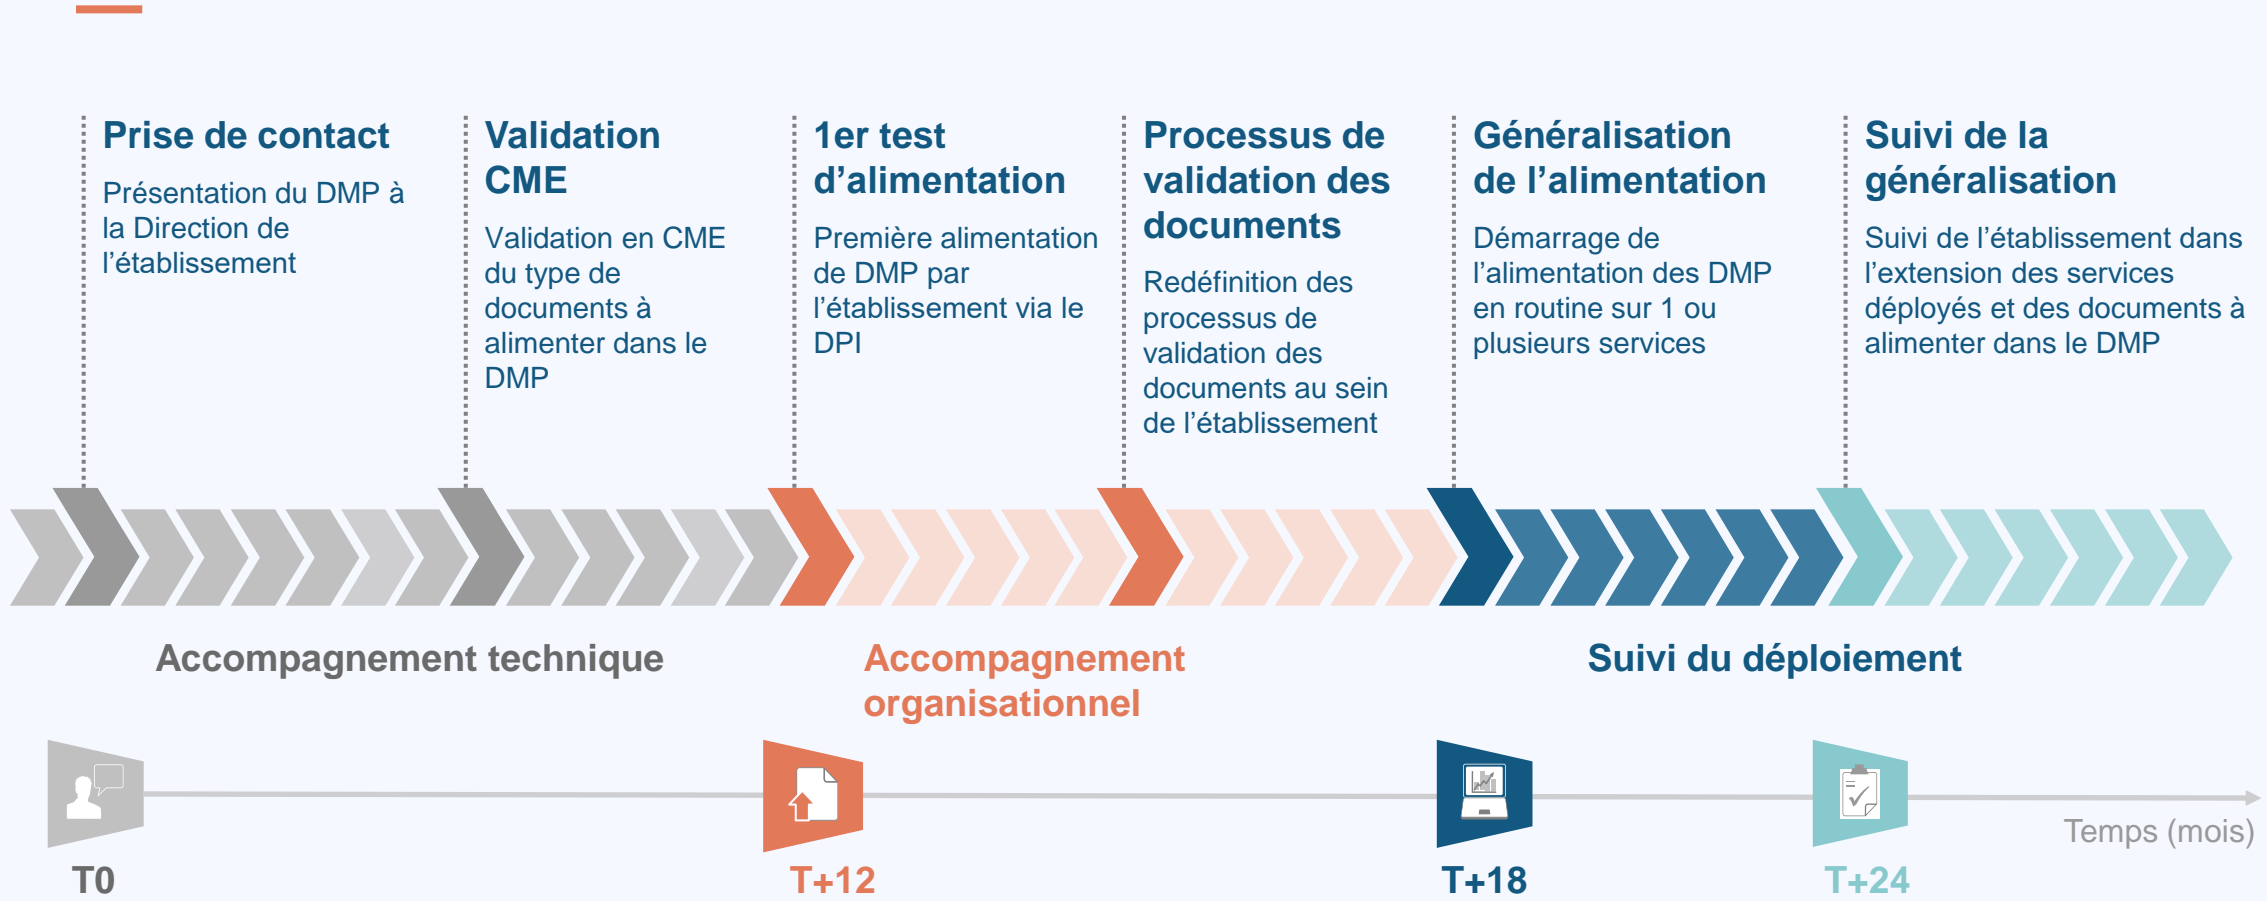 Prise de contact
Présentation du DMP à
la Direction de
l’établissement
Validation
CME
Validation en CME
du type de
documents à
alimenter dans le
DMP
1er test
d’alimentation
Première alimentation
de DMP par
l’établissement via le
DPI
Processus de
validation des
documents
Redéfinition des
processus de
validation des
documents au sein
de l’établissement
Généralisation
de l’alimentation
Démarrage de
l’alimentation des DMP
en routine sur 1 ou
plusieurs services
Suivi de la
généralisation
Suivi de l’établissement dans
l’extension des services
déployés et des documents à
alimenter dans le DMP
Accompagnement technique
Accompagnement
organisationnel
Suivi du déploiement
Temps (mois)
T0
T+12
T+18
T+24